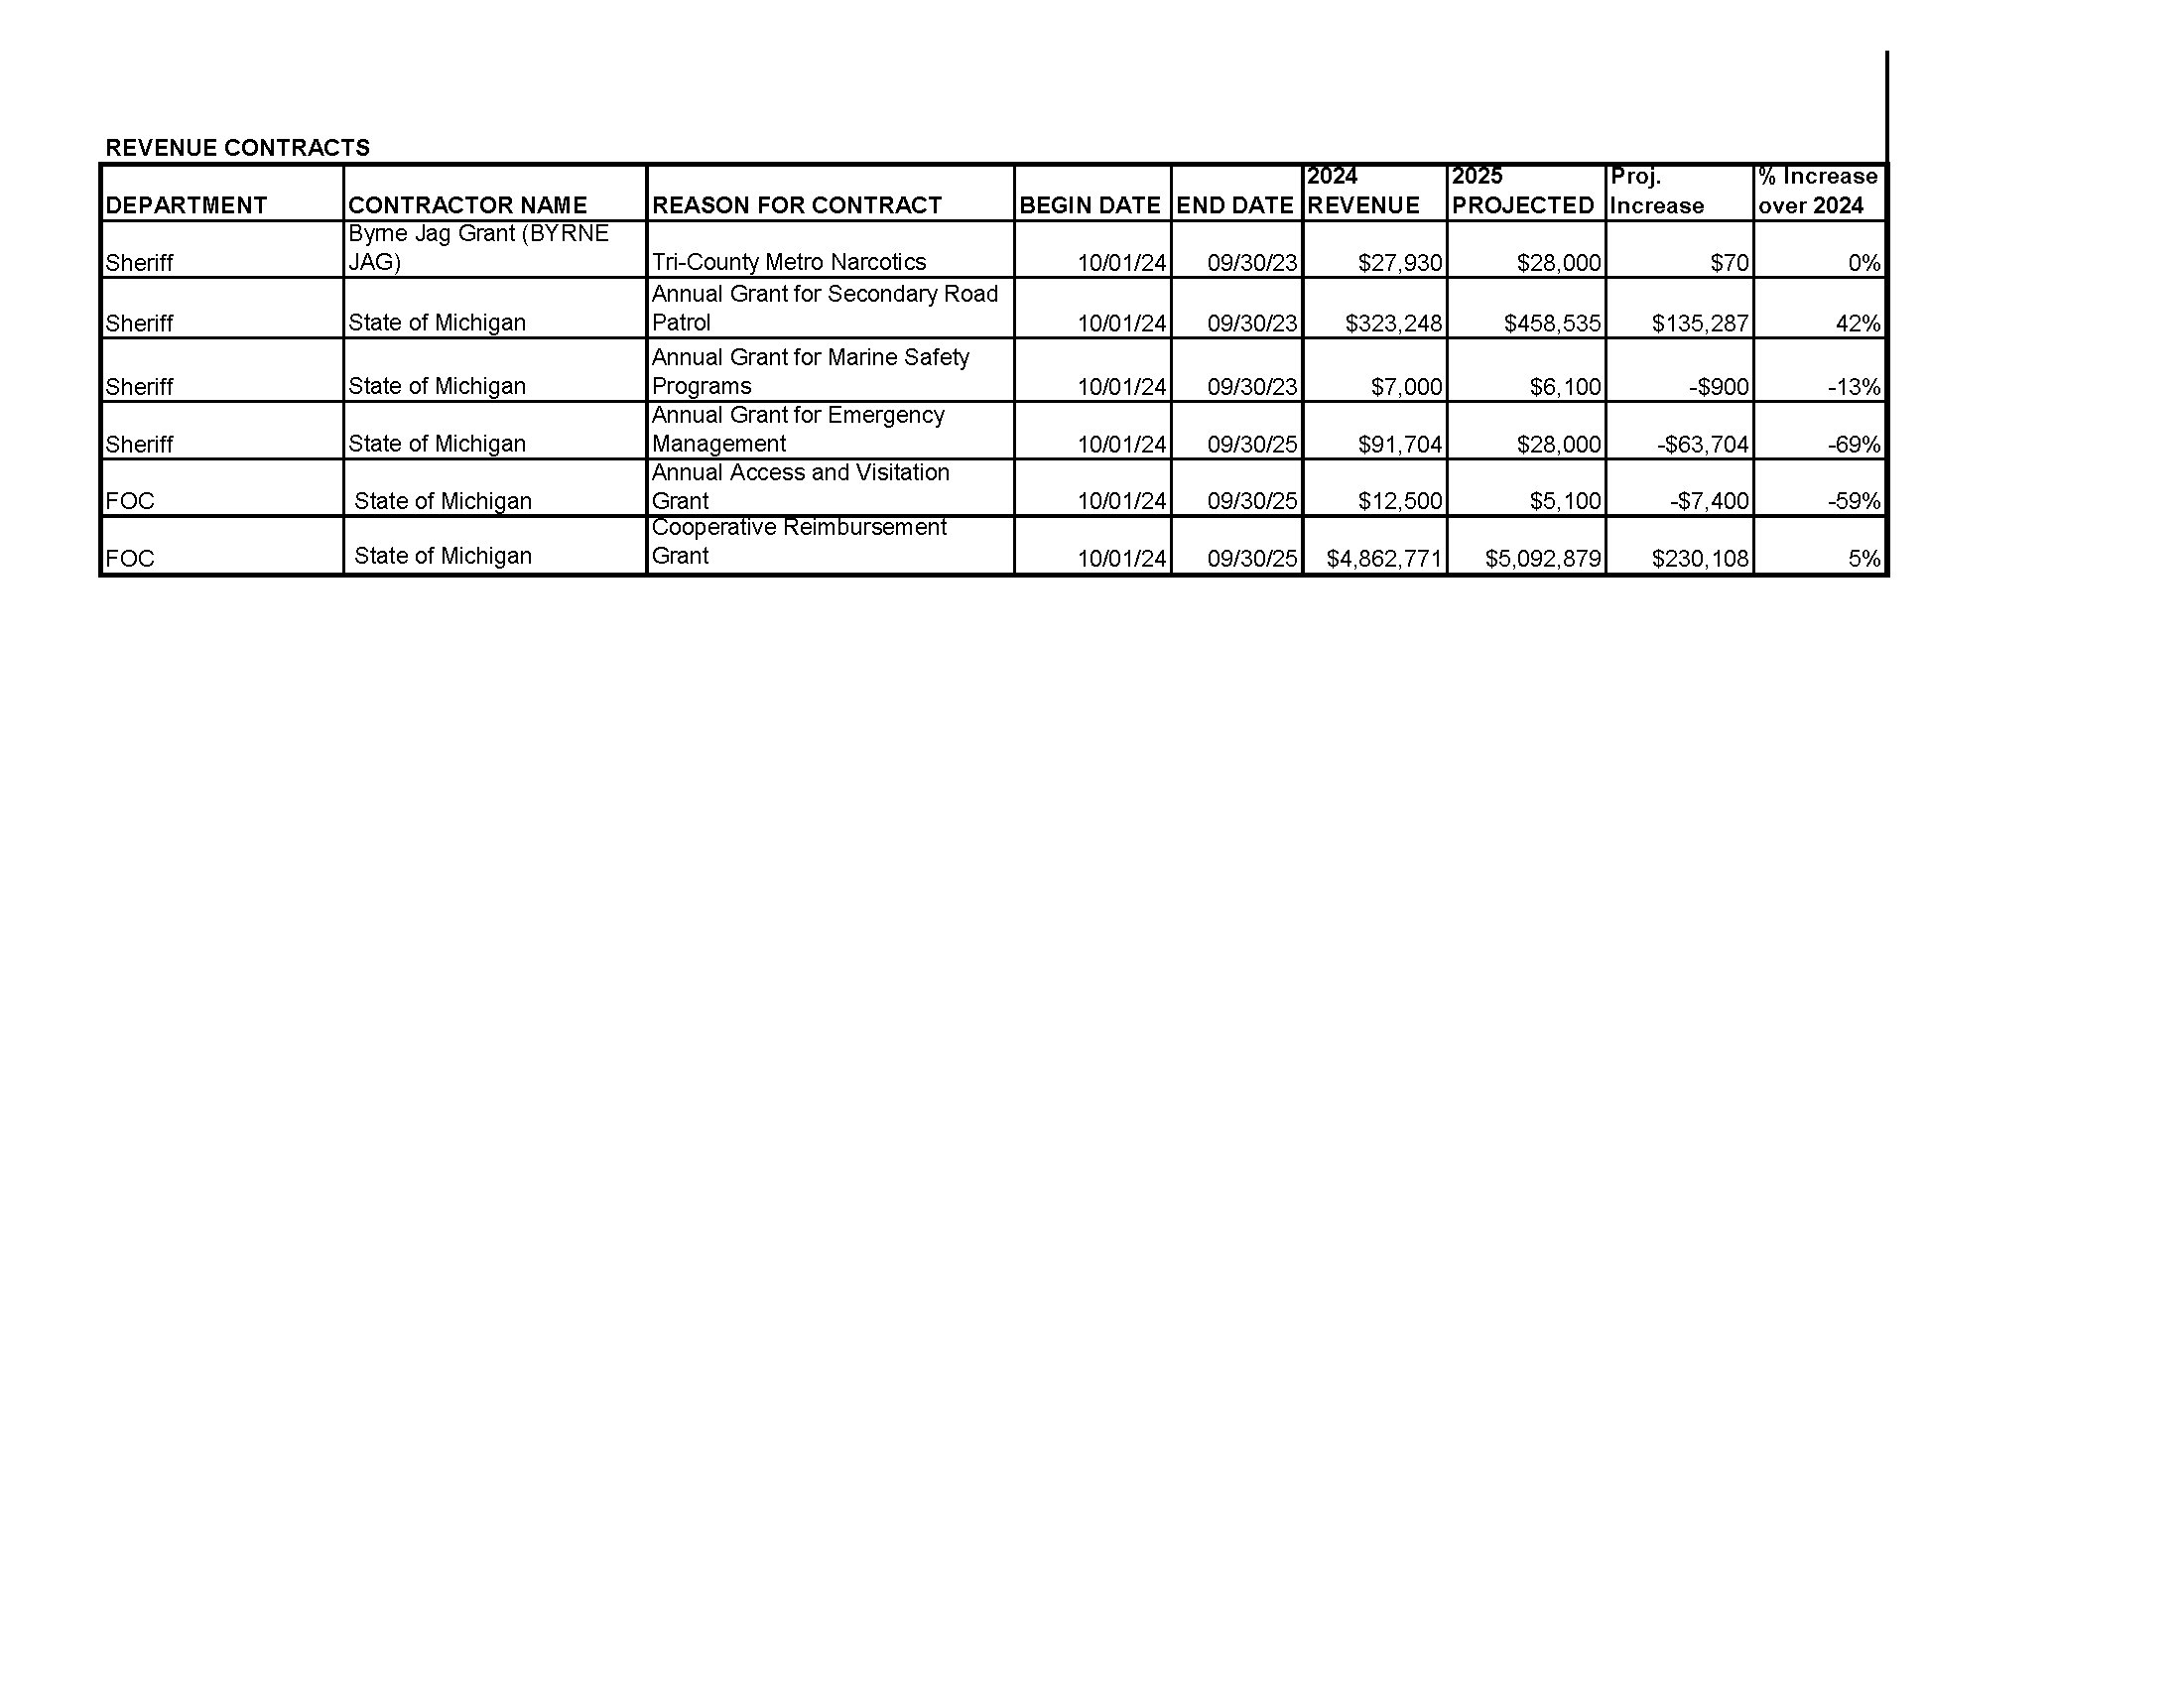 REVENUE CONTRACTS
DEPARTMENT CONTRACTOR NAME REASON FOR CONTRACT BEGIN DATE END DATE 2024 REVENUE 2025 PROJECTED Proj. Increase % Increase over 2024
Sheriff Byrne Jag Grant (BYRNE JAG) Tri-County Metro Narcotics 10/01/24 09/30/23 $27,930 $28,000 $70 0%
Sheriff State of Michigan Annual Grant for Secondary Road Patrol 10/01/24 09/30/23 $323,248 $458,535 $135,287 42%
Sheriff State of Michigan Annual Grant for Marine Safety Programs 10/01/24 09/30/23 $7,000 $6,100 -$900 -13%
Sheriff State of Michigan Annual Grant for Emergency Management 10/01/24 09/30/25 $91,704 $28,000 -$63,704 -69%
FOC State of Michigan Annual Access and Visitation Grant 10/01/24 09/30/25 $12,500 $5,100 -$7,400 -59%
FOC State of Michigan Cooperative Reimbursement Grant 10/01/24 09/30/25 $4,862,771 $5,092,879 $230,108 5%